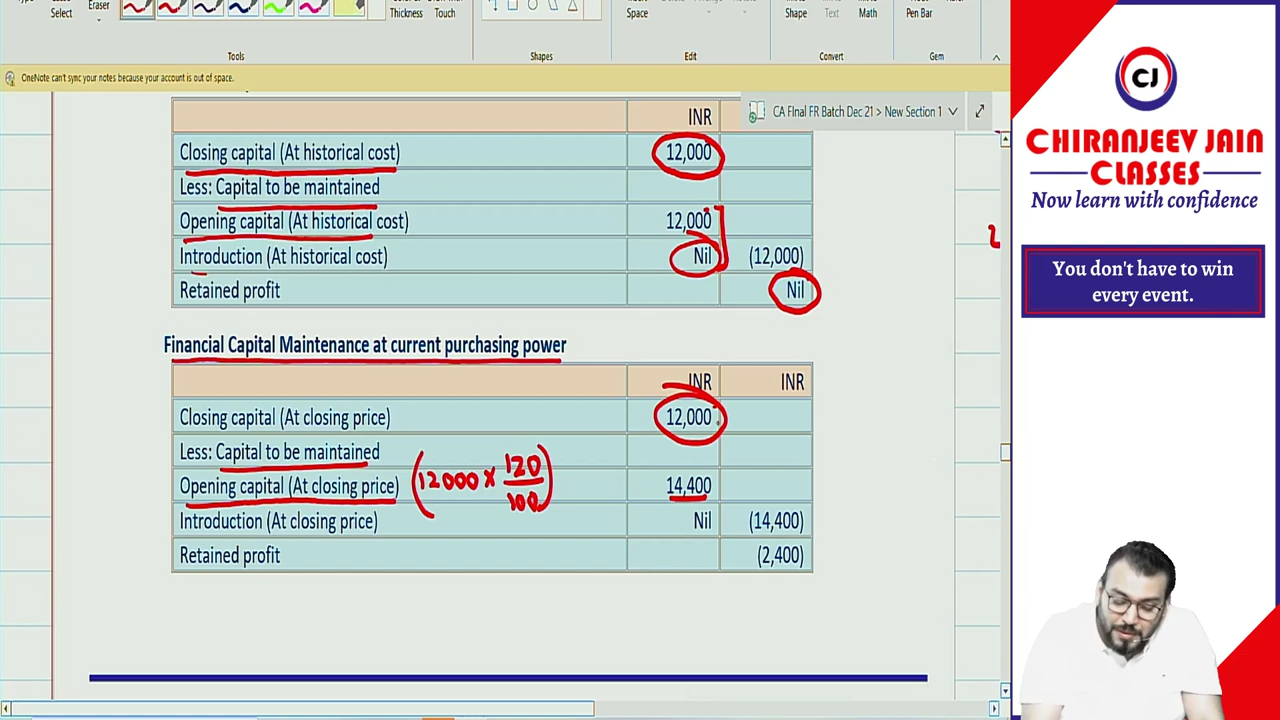 Eraser
Select
Select
Thickness
Touch
Space
Shape
Text
Math
Pen Bar
Tools
Shapes
Edit
Convert
Gem
OneNote can't sync your notes because your account is out of space.
CA FInal FR Batch Dec 21 > New Section 1
INR
Closing capital (At historical cost) 12,000
Less: Capital to be maintained
Opening capital (At historical cost) 12,000
Introduction (At historical cost) Nil (12,000)
Retained profit Nil
Financial Capital Maintenance at current purchasing power
INR INR
Closing capital (At closing price) 12,000
Less: Capital to be maintained
Opening capital (At closing price) (12000 x 120/100) 14,400
Introduction (At closing price) Nil (14,400)
Retained profit (2,400)
CJ
CHIRANJEEV JAIN
CLASSES
Now learn with confidence
You don't have to win
every event.